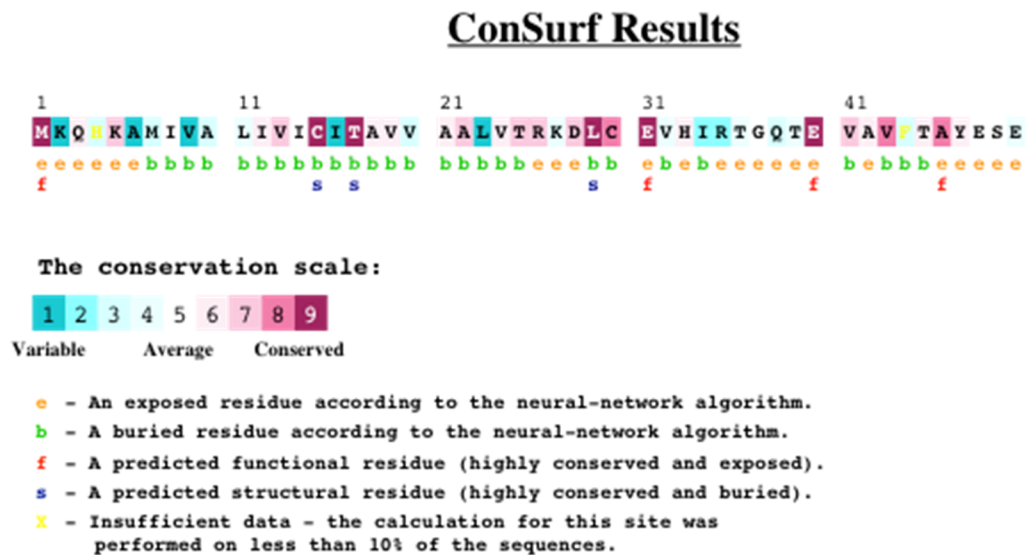 ConSurf Results
1 11 21 31 41
MKQHKAMIVA LIVICITAVV AALVTRKDLC EVHIRTGQTE VAVFTAYESE
eeeeeebbbb bbbbbbbbbb bbbbbeeebb ebebeeeeee bebbbeeeee
f s s s f f f
The conservation scale:
1 2 3 4 5 6 7 8 9
Variable Average Conserved
e - An exposed residue according to the neural-network algorithm.
b - A buried residue according to the neural-network algorithm.
f - A predicted functional residue (highly conserved and exposed).
s - A predicted structural residue (highly conserved and buried).
X - Insufficient data - the calculation for this site was
performed on less than 10% of the sequences.